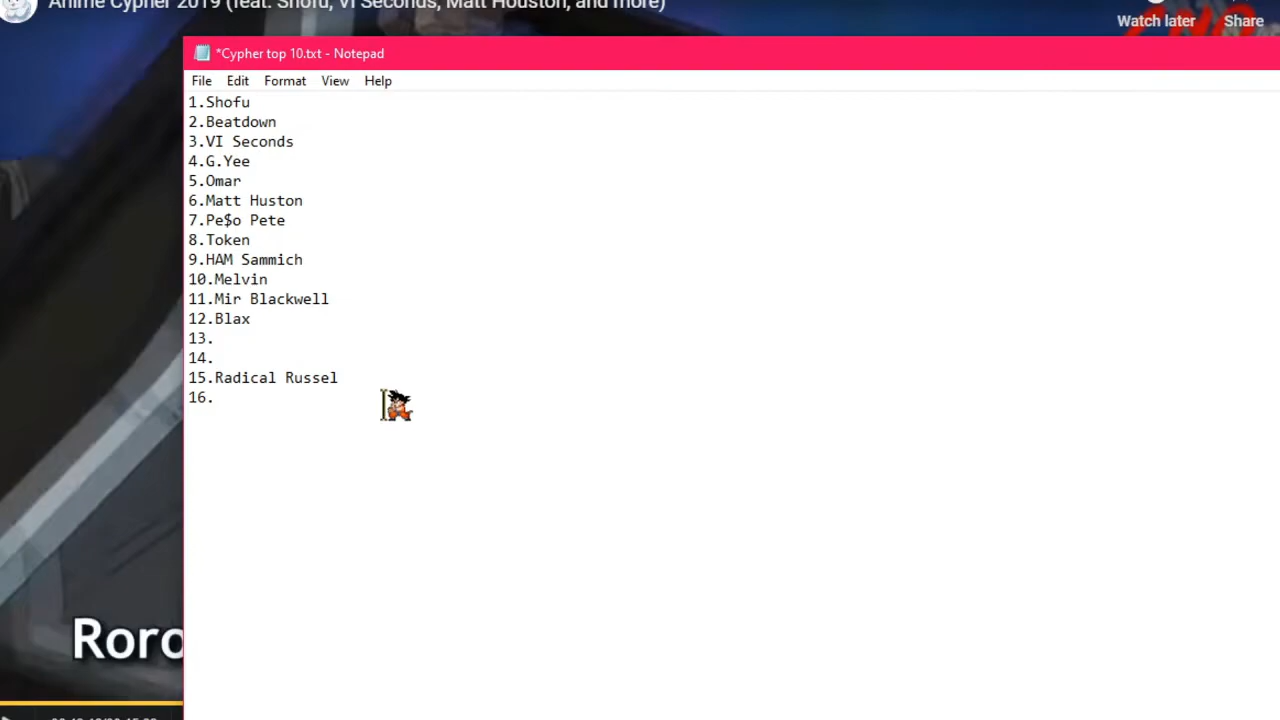 Anime Cypher 2019 (feat. Shofu, VI Seconds, Matt Houston, and more)
Watch later
Share
*Cypher top 10.txt - Notepad
File Edit Format View Help
1.Shofu
2.Beatdown
3.VI Seconds
4.G.Yee
5.Omar
6.Matt Huston
7.Pe$o Pete
8.Token
9.HAM Sammich
10.Melvin
11.Mir Blackwell
12.Blax
13.
14.
15.Radical Russel
16.
Roro